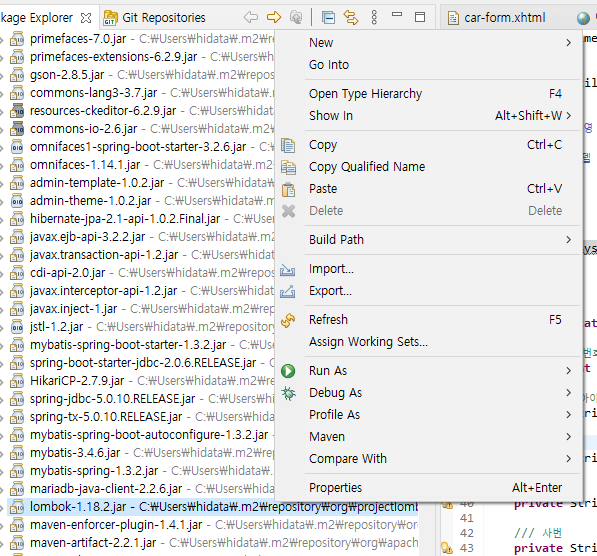 kage Explorer
Git Repositories
car-form.xhtml
primefaces-7.0.jar - C:₩Users₩hidata₩.m2₩repo
primefaces-extensions-6.2.9.jar - C:₩Users₩hi
gson-2.8.5.jar - C:₩Users₩hidata₩.m2₩reposi
commons-lang3-3.7.jar - C:₩Users₩hidata₩.m
resources-ckeditor-6.2.9.jar - C:₩Users₩hidat
commons-io-2.6.jar - C:₩Users₩hidata₩.m2₩r
omnifaces1-spring-boot-starter-3.2.6.jar - C:₩
omnifaces-1.14.1.jar - C:₩Users₩hidata₩.m2
admin-template-1.0.2.jar - C:₩Users₩hidata₩
admin-theme-1.0.2.jar - C:₩Users₩hidata₩.m
hibernate-jpa-2.1-api-1.0.2.Final.jar - C:₩User
javax.ejb-api-3.2.2.jar - C:₩Users₩hidata₩.m
javax.transaction-api-1.2.jar - C:₩Users₩hidat
cdi-api-2.0.jar - C:₩Users₩hidata₩.m2₩repos
javax.interceptor-api-1.2.jar - C:₩Users₩hidat
javax.inject-1.jar - C:₩Users₩hidata₩.m2₩rep
jstl-1.2.jar - C:₩Users₩hidata₩.m2₩repository
mybatis-spring-boot-starter-1.3.2.jar - C:₩Use
spring-boot-starter-jdbc-2.0.6.RELEASE.jar - C:
HikariCP-2.7.9.jar - C:₩Users₩hidata₩.m2₩re
spring-jdbc-5.0.10.RELEASE.jar - C:₩Users₩hi
spring-tx-5.0.10.RELEASE.jar - C:₩Users₩hida
mybatis-spring-boot-autoconfigure-1.3.2.jar -
mybatis-3.4.6.jar - C:₩Users₩hidata₩.m2₩rep
mybatis-spring-1.3.2.jar - C:₩Users₩hidata₩.
mariadb-java-client-2.2.6.jar - C:₩Users₩hida
lombok-1.18.2.jar - C:₩Users₩hidata₩.m2₩repository₩org₩projectlomb
maven-enforcer-plugin-1.4.1.jar - C:₩Users₩hidata₩.m2₩repository₩or
maven-artifact-2.2.1.jar - C:₩Users₩hidata₩.m2₩repository₩org₩apach
New
Go Into
Open Type Hierarchy F4
Show In Alt+Shift+W
Copy Ctrl+C
Copy Qualified Name
Paste Ctrl+V
Delete Delete
Build Path
Import...
Export...
Refresh F5
Assign Working Sets...
Run As
Debug As
Profile As
Maven
Compare With
Properties Alt+Enter
40 private Stri
41
42 /// 사번
43 private Stri